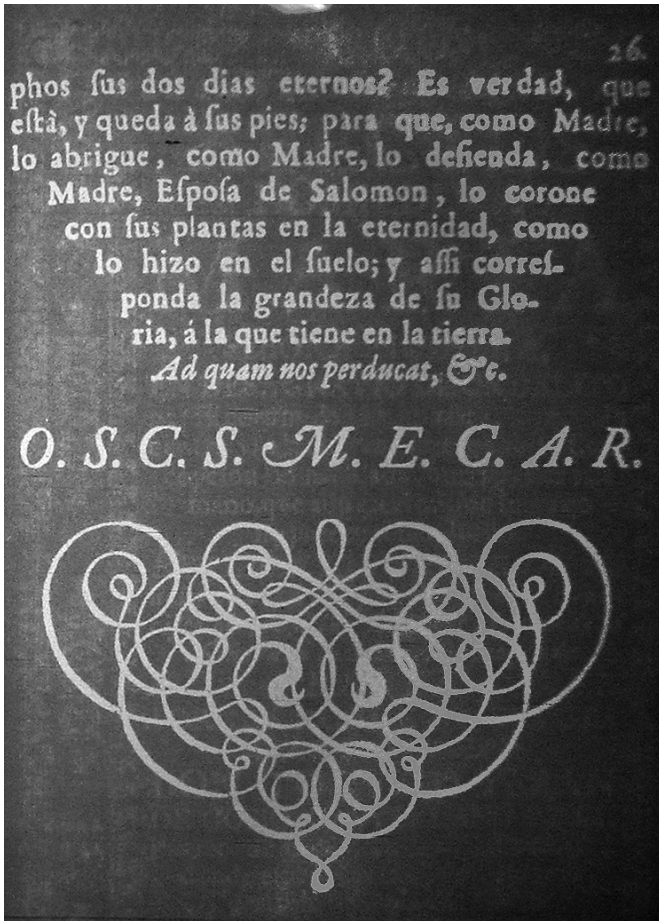 26.
phos ſus dos dias eternos? Es verdad, que
eſtà, y queda à ſus pies; para que, como Madre,
lo abrigue, como Madre, lo defienda, como
Madre, Eſpoſa de Salomon, lo corone
con ſus plantas en la eternidad, como
lo hizo en el ſuelo; y aſſi correſ-
ponda la grandeza de ſu Glo-
ria, á la que tiene en la tierra.
Ad quam nos perducat, &c.
O. S. C. S. M. E. C. A. R.